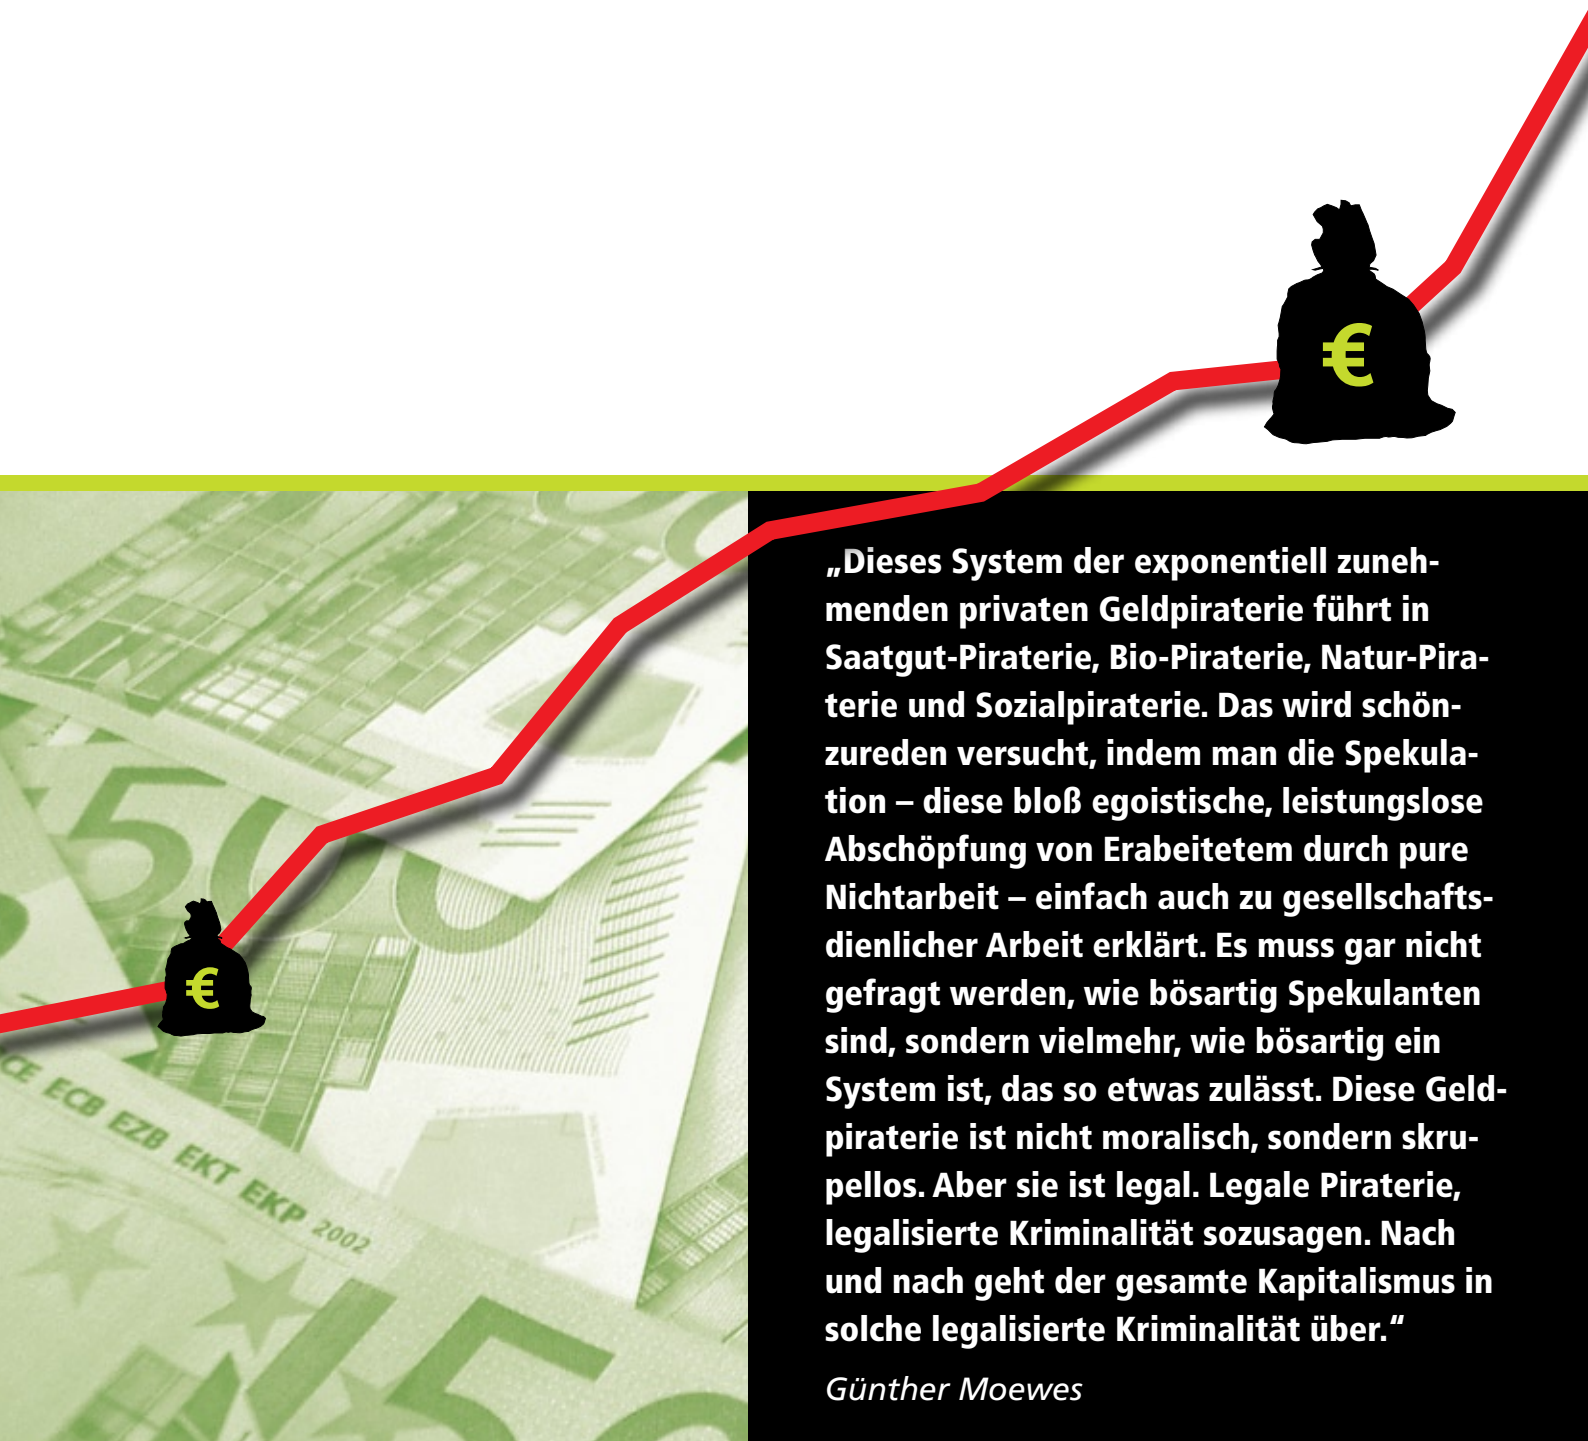 €
„Dieses System der exponentiell zuneh-
menden privaten Geldpiraterie führt in
Saatgut-Piraterie, Bio-Piraterie, Natur-Pira-
terie und Sozialpiraterie. Das wird schön-
zureden versucht, indem man die Spekula-
tion – diese bloß egoistische, leistungslose
Abschöpfung von Erabeitetem durch pure
Nichtarbeit – einfach auch zu gesellschafts-
dienlicher Arbeit erklärt. Es muss gar nicht
gefragt werden, wie bösartig Spekulanten
sind, sondern vielmehr, wie bösartig ein
System ist, das so etwas zulässt. Diese Geld-
piraterie ist nicht moralisch, sondern skru-
pellos. Aber sie ist legal. Legale Piraterie,
legalisierte Kriminalität sozusagen. Nach
und nach geht der gesamte Kapitalismus in
solche legalisierte Kriminalität über.“
Günther Moewes
500
€
CE ECB EZB EKT EKP 2002
50